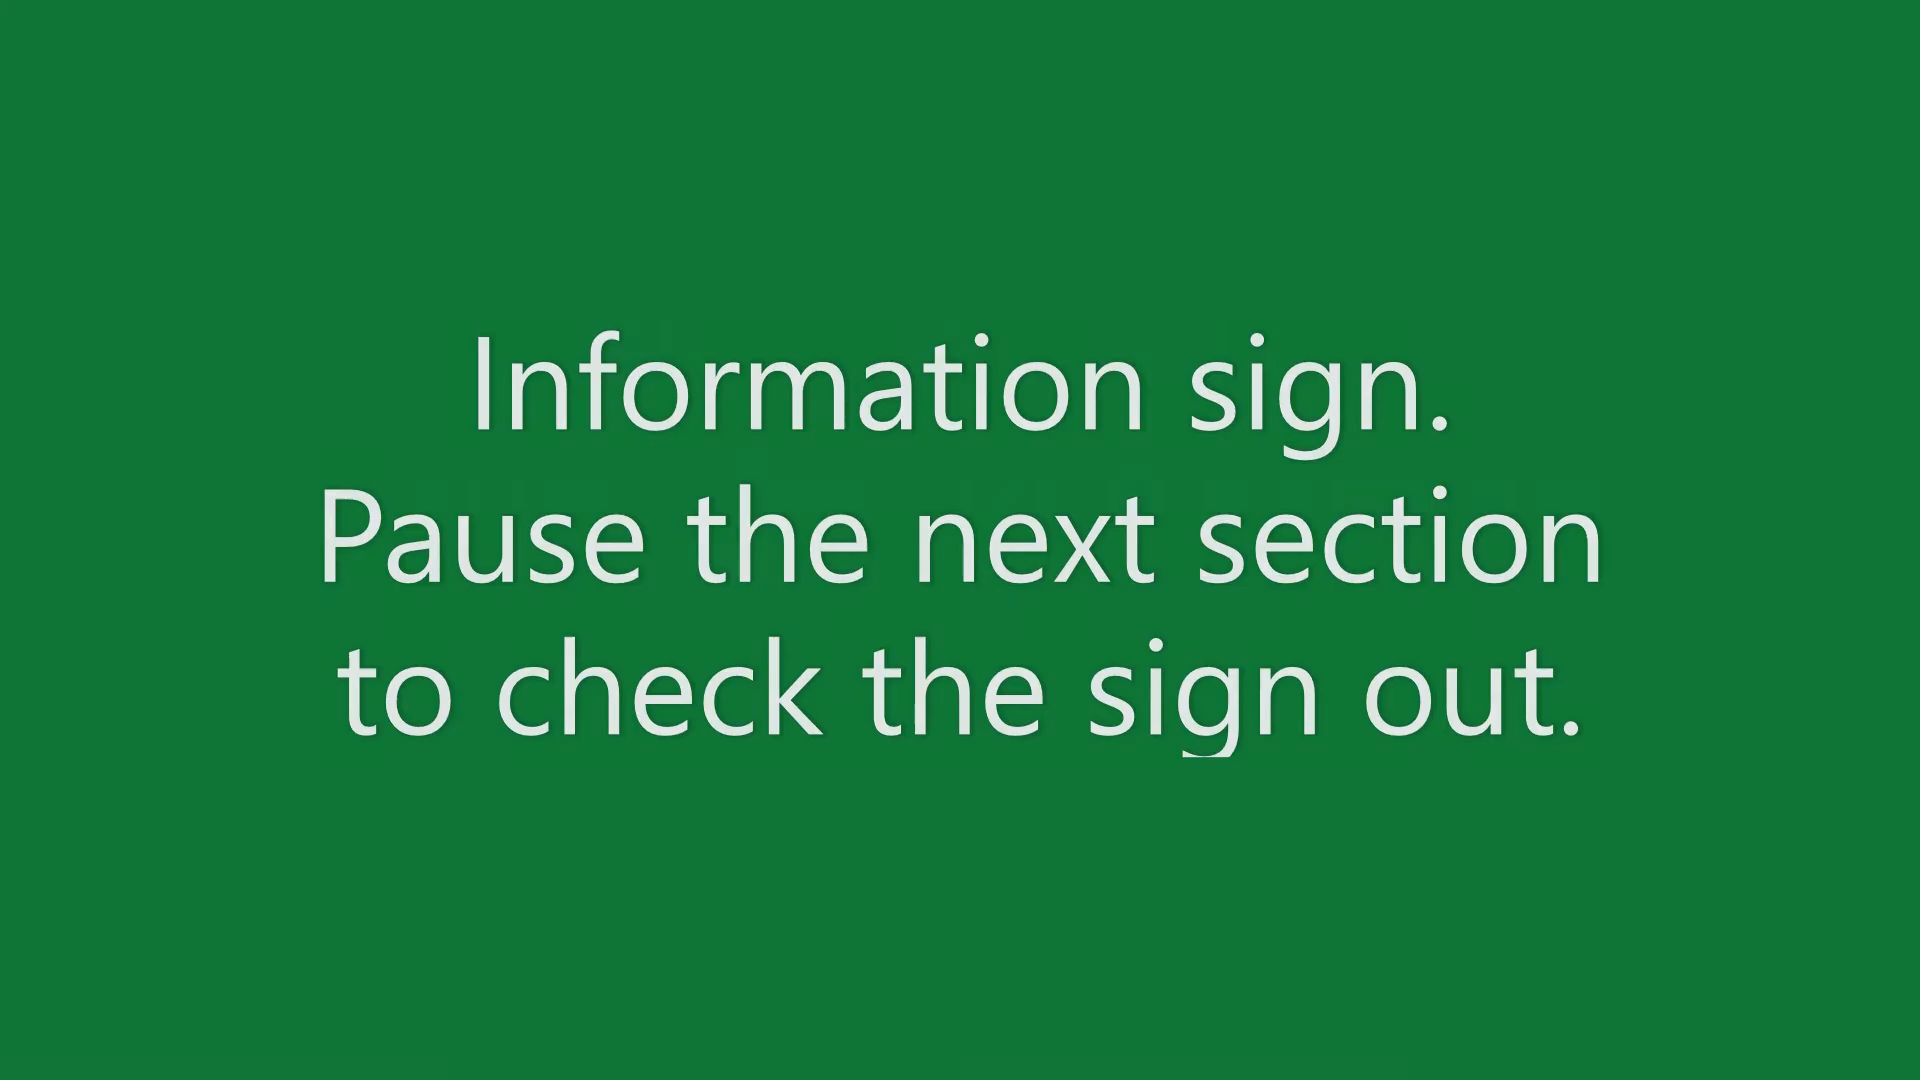 Information sign.
Pause the next section
to check the sign out.